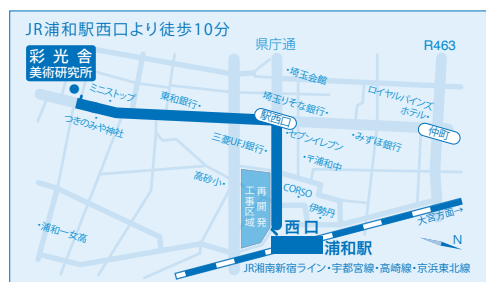 JR浦和駅西口より徒歩10分
県庁通
R463
彩光舎
美術研究所
埼玉会館
ミニストップ
東和銀行
埼玉りそな銀行
ロイヤルパインズ
ホテル
駅西口
仲町
つきのみや神社
三菱UFJ銀行
セブンイレブン
みずほ銀行
〒浦和中
高砂小
再開発
工事区域
CORSO
伊勢丹
大宮方面→
浦和一女高
西口
浦和駅
N
JR湘南新宿ライン・宇都宮線・高崎線・京浜東北線